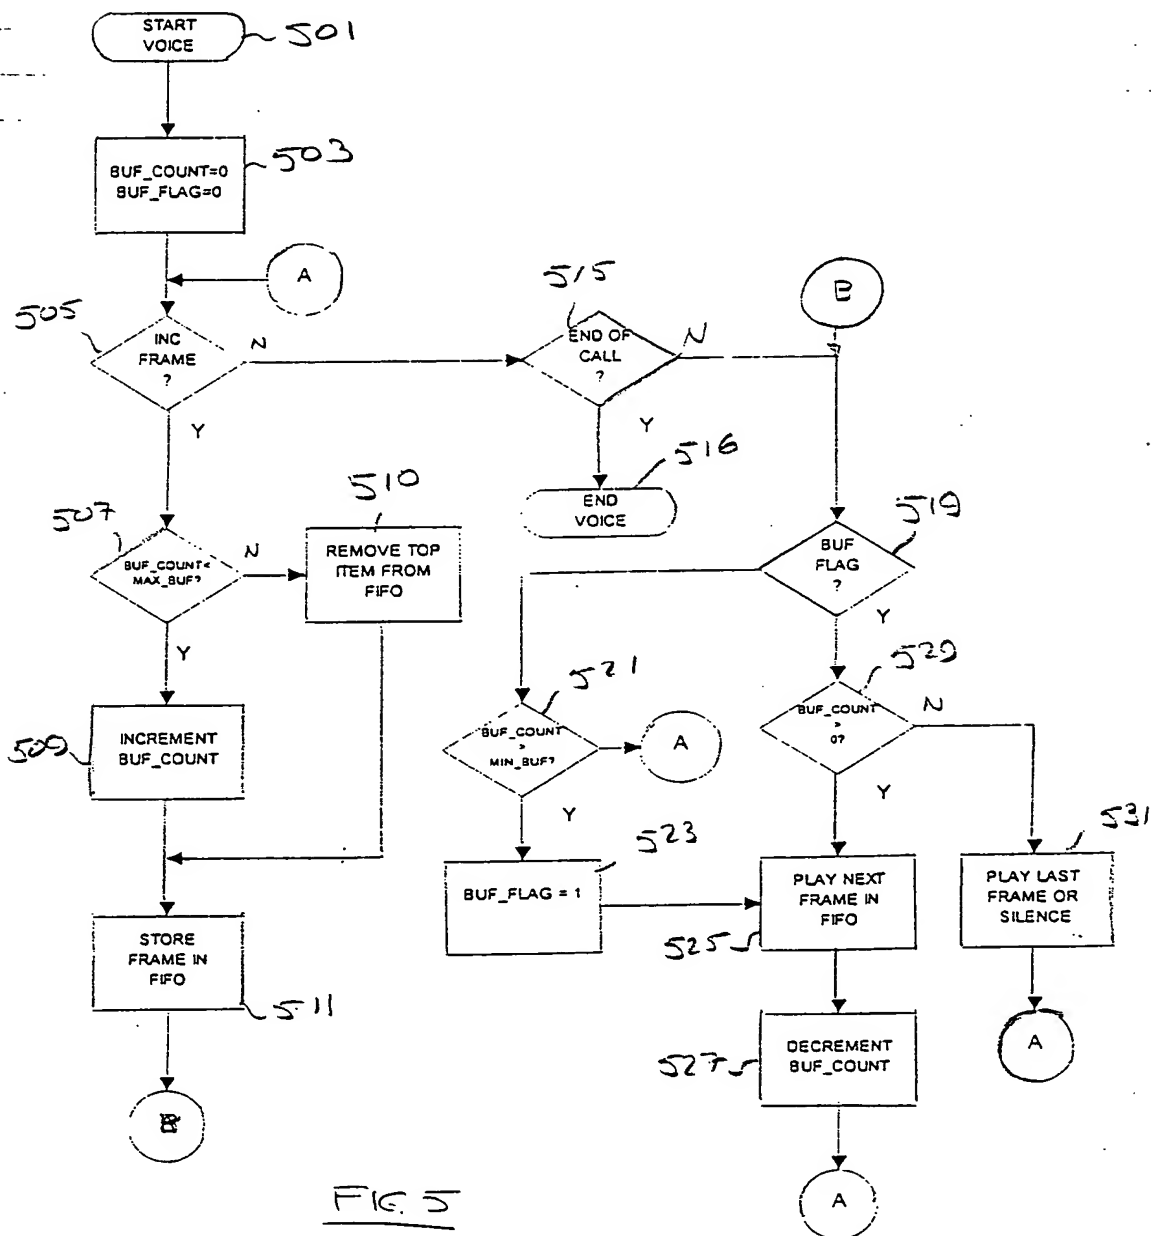 START
VOICE
501
BUF_COUNT=0
BUF_FLAG=0
503
A
505
INC
FRAME
?
N
Y
515
END OF
CALL
?
N
Y
516
END
VOICE
B
507
BUF_COUNT<
MAX_BUF?
N
Y
510
REMOVE TOP
ITEM FROM
FIFO
519
BUF
FLAG
?
Y
521
BUF_COUNT
>
MIN_BUF?
Y
A
529
BUF_COUNT
>
0?
N
Y
509
INCREMENT
BUF_COUNT
523
BUF_FLAG = 1
PLAY NEXT
FRAME IN
FIFO
525
531
PLAY LAST
FRAME OR
SILENCE
STORE
FRAME IN
FIFO
511
527
DECREMENT
BUF_COUNT
A
B
A
FIG. 5